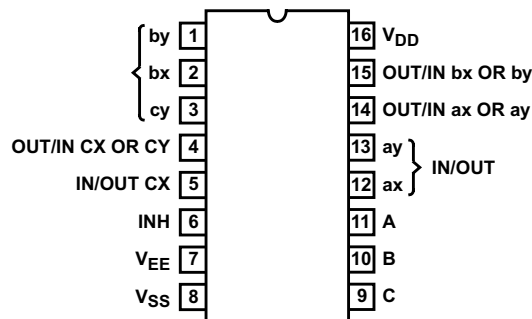 by 1 16 VDD
bx 2 15 OUT/IN bx OR by
cy 3 14 OUT/IN ax OR ay
OUT/IN CX OR CY 4 13 ay IN/OUT
IN/OUT CX 5 12 ax
INH 6 11 A
VEE 7 10 B
VSS 8 9 C